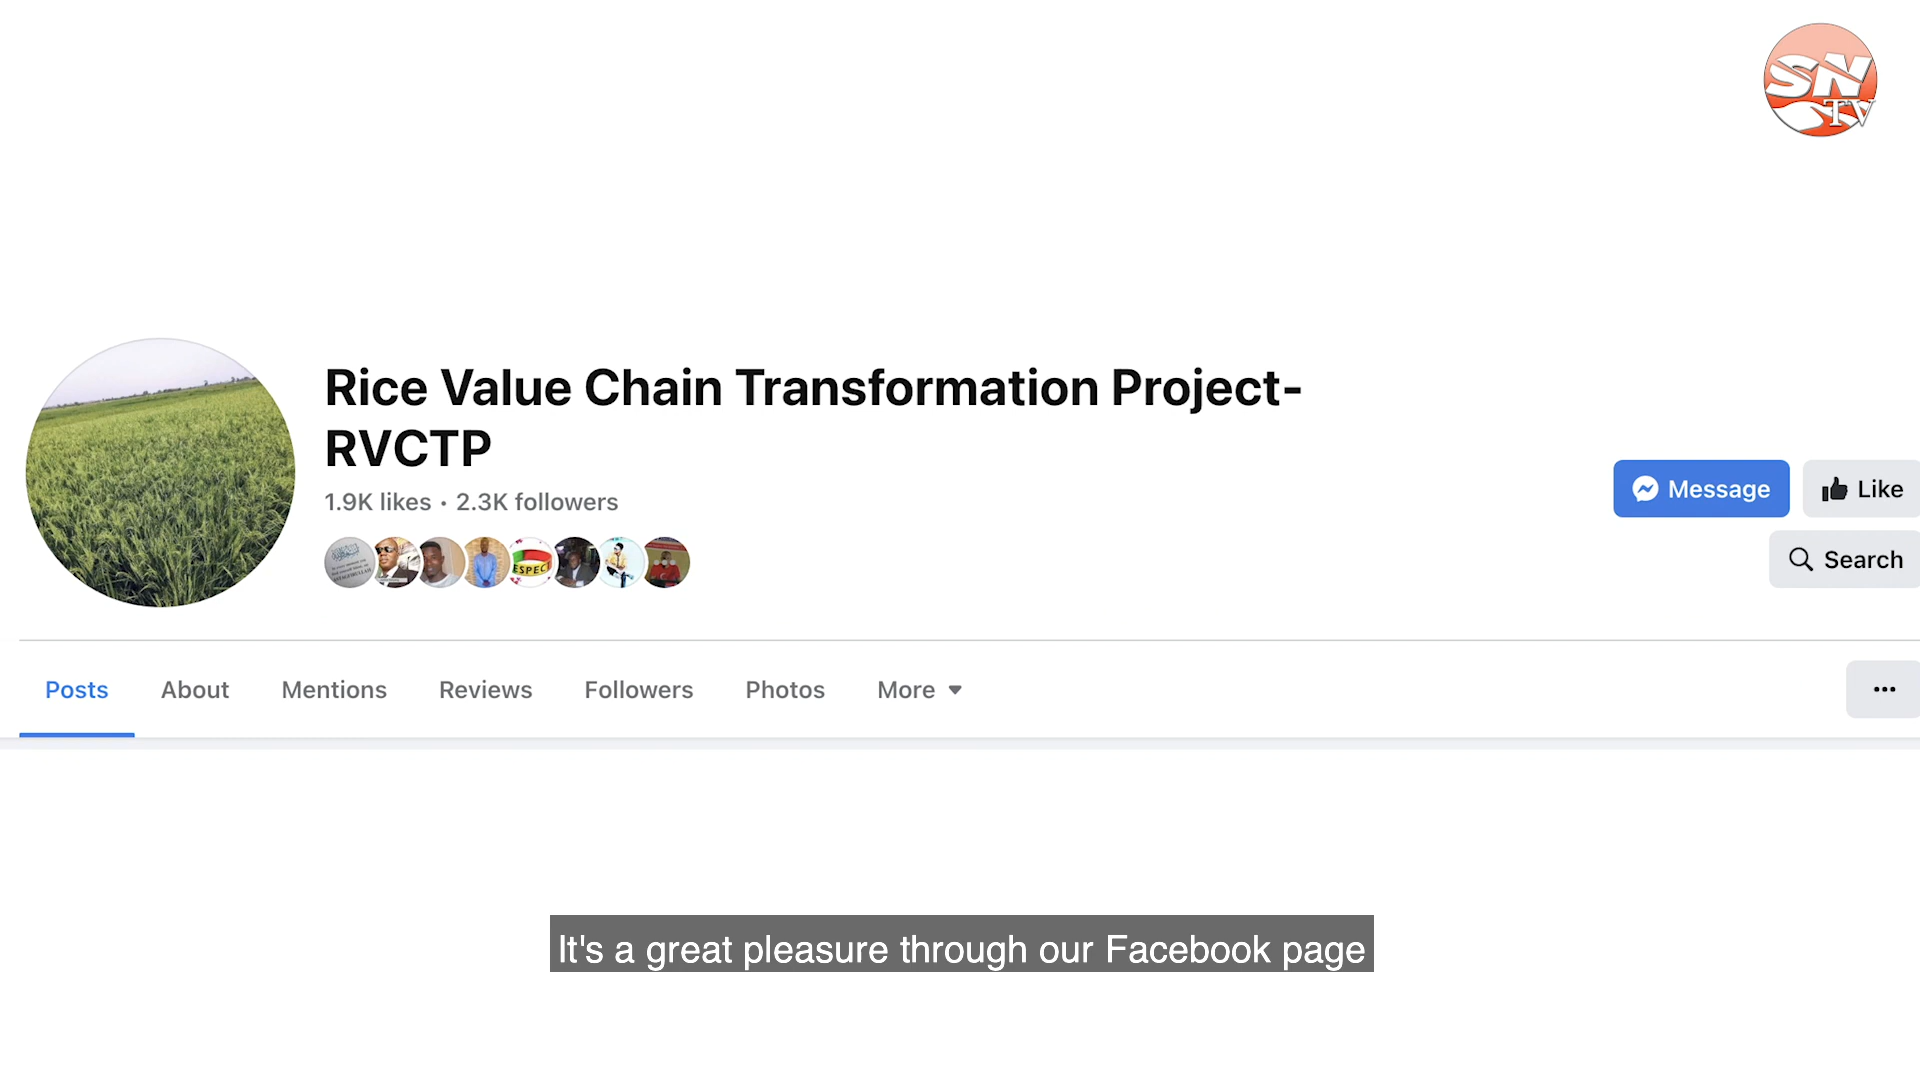 SN
TV
Rice Value Chain Transformation Project-
RVCTP
1.9K likes • 2.3K followers
ESPECT
Message
Like
Search
Posts
About
Mentions
Reviews
Followers
Photos
More
It's a great pleasure through our Facebook page